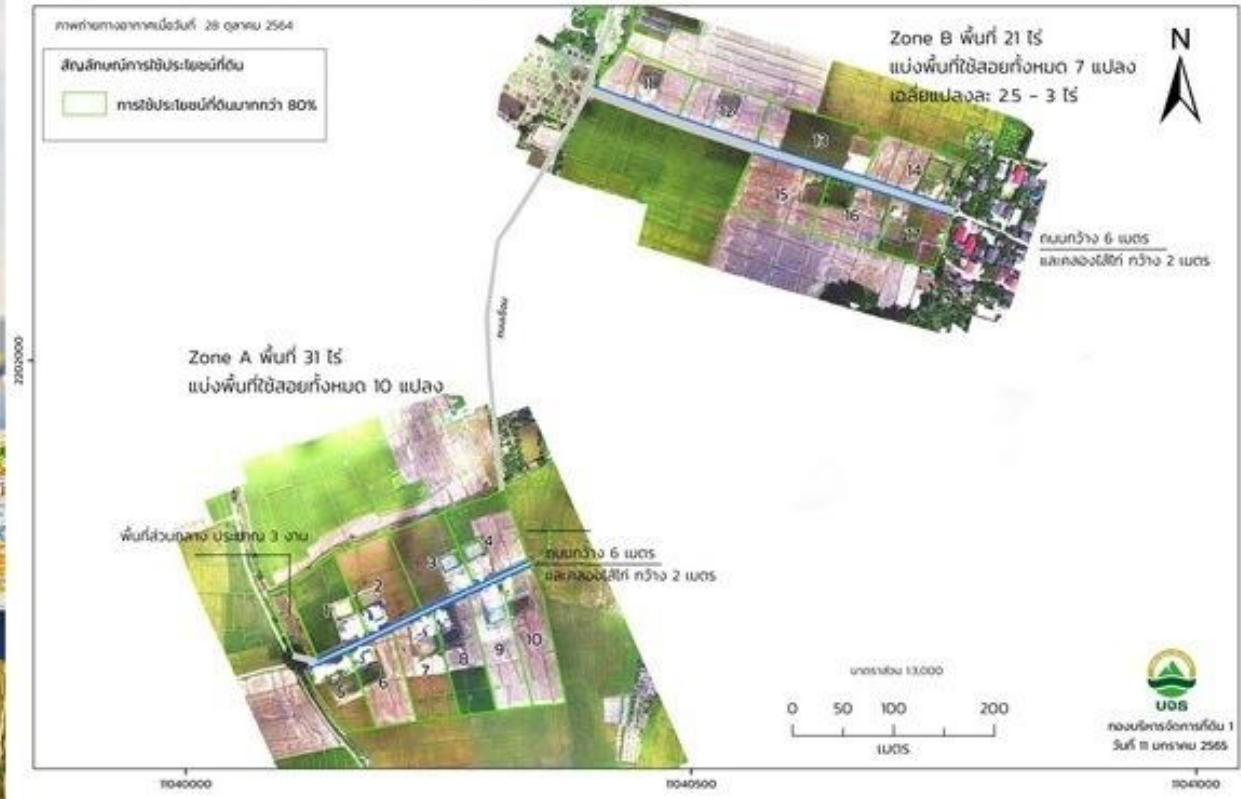 ภาพถ่ายทางอากาศเมื่อวันที่ 28 ตุลาคม 2564
สัญลักษณ์การใช้ประโยชน์ที่ดิน
การใช้ประโยชน์ที่ดินมากกว่า 80%
Zone B พื้นที่ 21 ไร่
แบ่งพื้นที่ใช้สอยทั้งหมด 7 แปลง
เฉลี่ยแปลงละ 2.5 - 3 ไร่
N
11
12
13
14
15
16
17
ถนนกว้าง 6 เมตร
และคลองไส้ไก่ กว้าง 2 เมตร
ถนนเชื่อม
2202000
Zone A พื้นที่ 31 ไร่
แบ่งพื้นที่ใช้สอยทั้งหมด 10 แปลง
พื้นที่ส่วนกลาง ประมาณ 3 งาน
ถนนกว้าง 6 เมตร
และคลองไส้ไก่ กว้าง 2 เมตร
1
2
3
4
5
6
7
8
9
10
มาตราส่วน 1:3,000
0 50 100 200
เมตร
บจธ
กองบริหารจัดการที่ดิน 1
วันที่ 11 มกราคม 2565
11040000
11040500
11041000